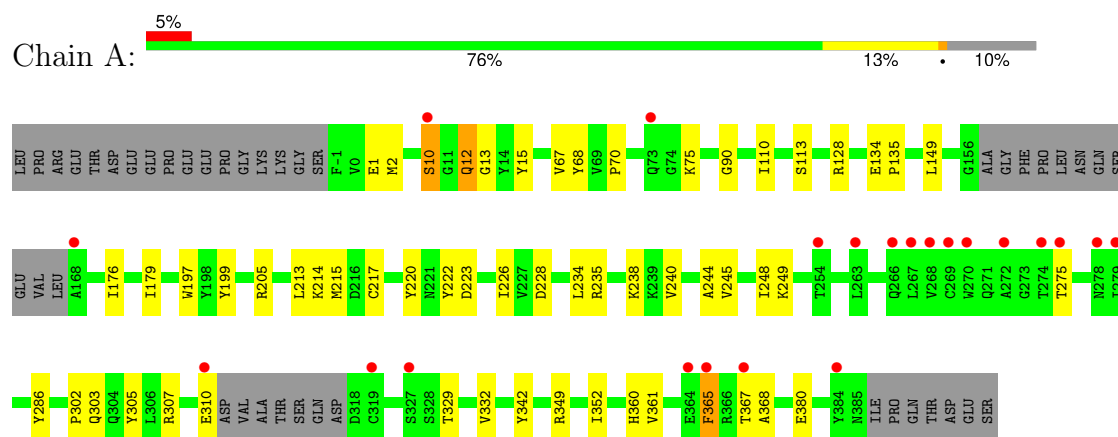 5%
Chain A:
76% 13% • 10%
LEU PRO ARG GLU THR ASP GLU GLU PRO GLU GLU PRO GLY LYS LYS GLY SER F-1 V0 E1 M2 S10 G11 Q12 G13 Y14 Y15 V67 Y68 V69 P70 Q73 G74 K75 G90 I110 S113 R128 E134 P135 L149 G156 ALA GLY PHE PRO LEU ASN GLN SER
GLU VAL LEU A168 I176 I179 W197 Y198 Y199 R205 L213 K214 M215 D216 C217 Y220 N221 Y222 D223 I226 V227 D228 L234 R235 K238 K239 V240 A244 V245 I248 K249 T254 L263 Q266 L267 V268 C269 W270 Q271 A272 G273 T274 T275 N278 I279
Y286 P302 Q303 Q304 Y305 L306 R307 E310 ASP VAL ALA THR SER GLN ASP D318 C319 S327 S328 T329 V332 Y342 R349 I352 H360 V361 E364 F365 R366 T367 A368 E380 Y384 N385 ILE PRO GLN THR ASP GLU SER